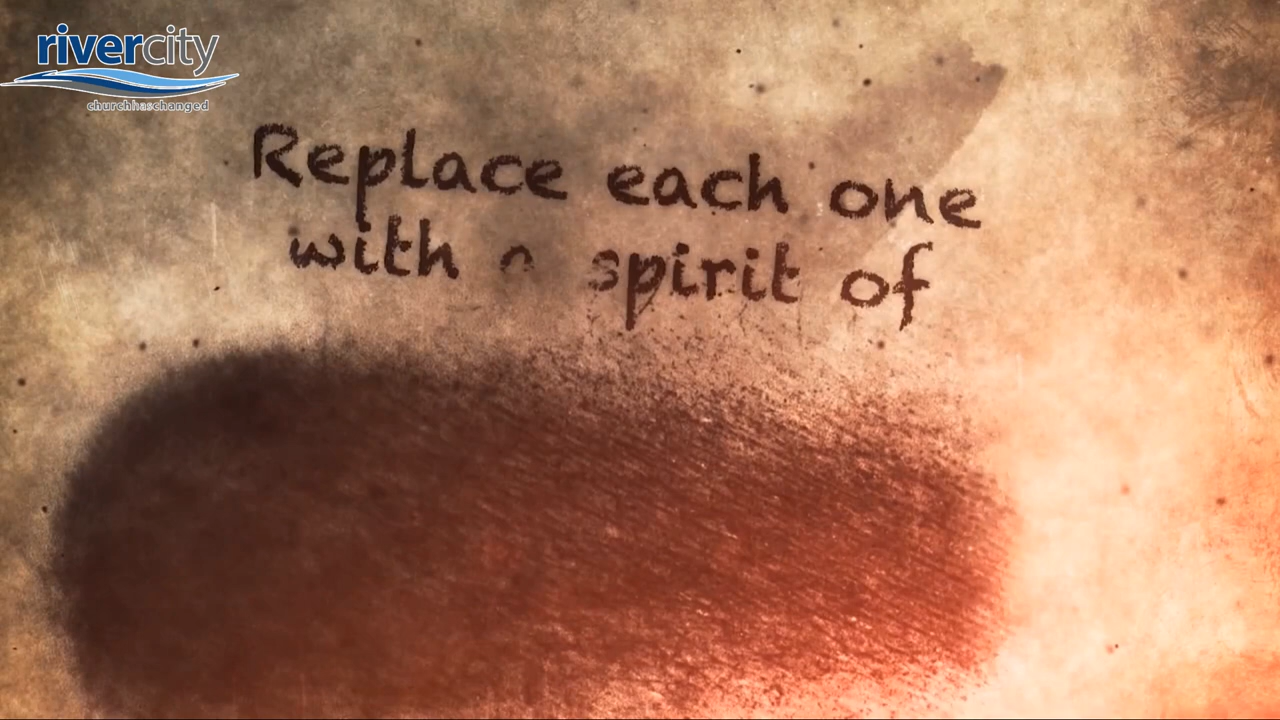 rivercity
churchhaschanged
Replace each one
with a spirit of